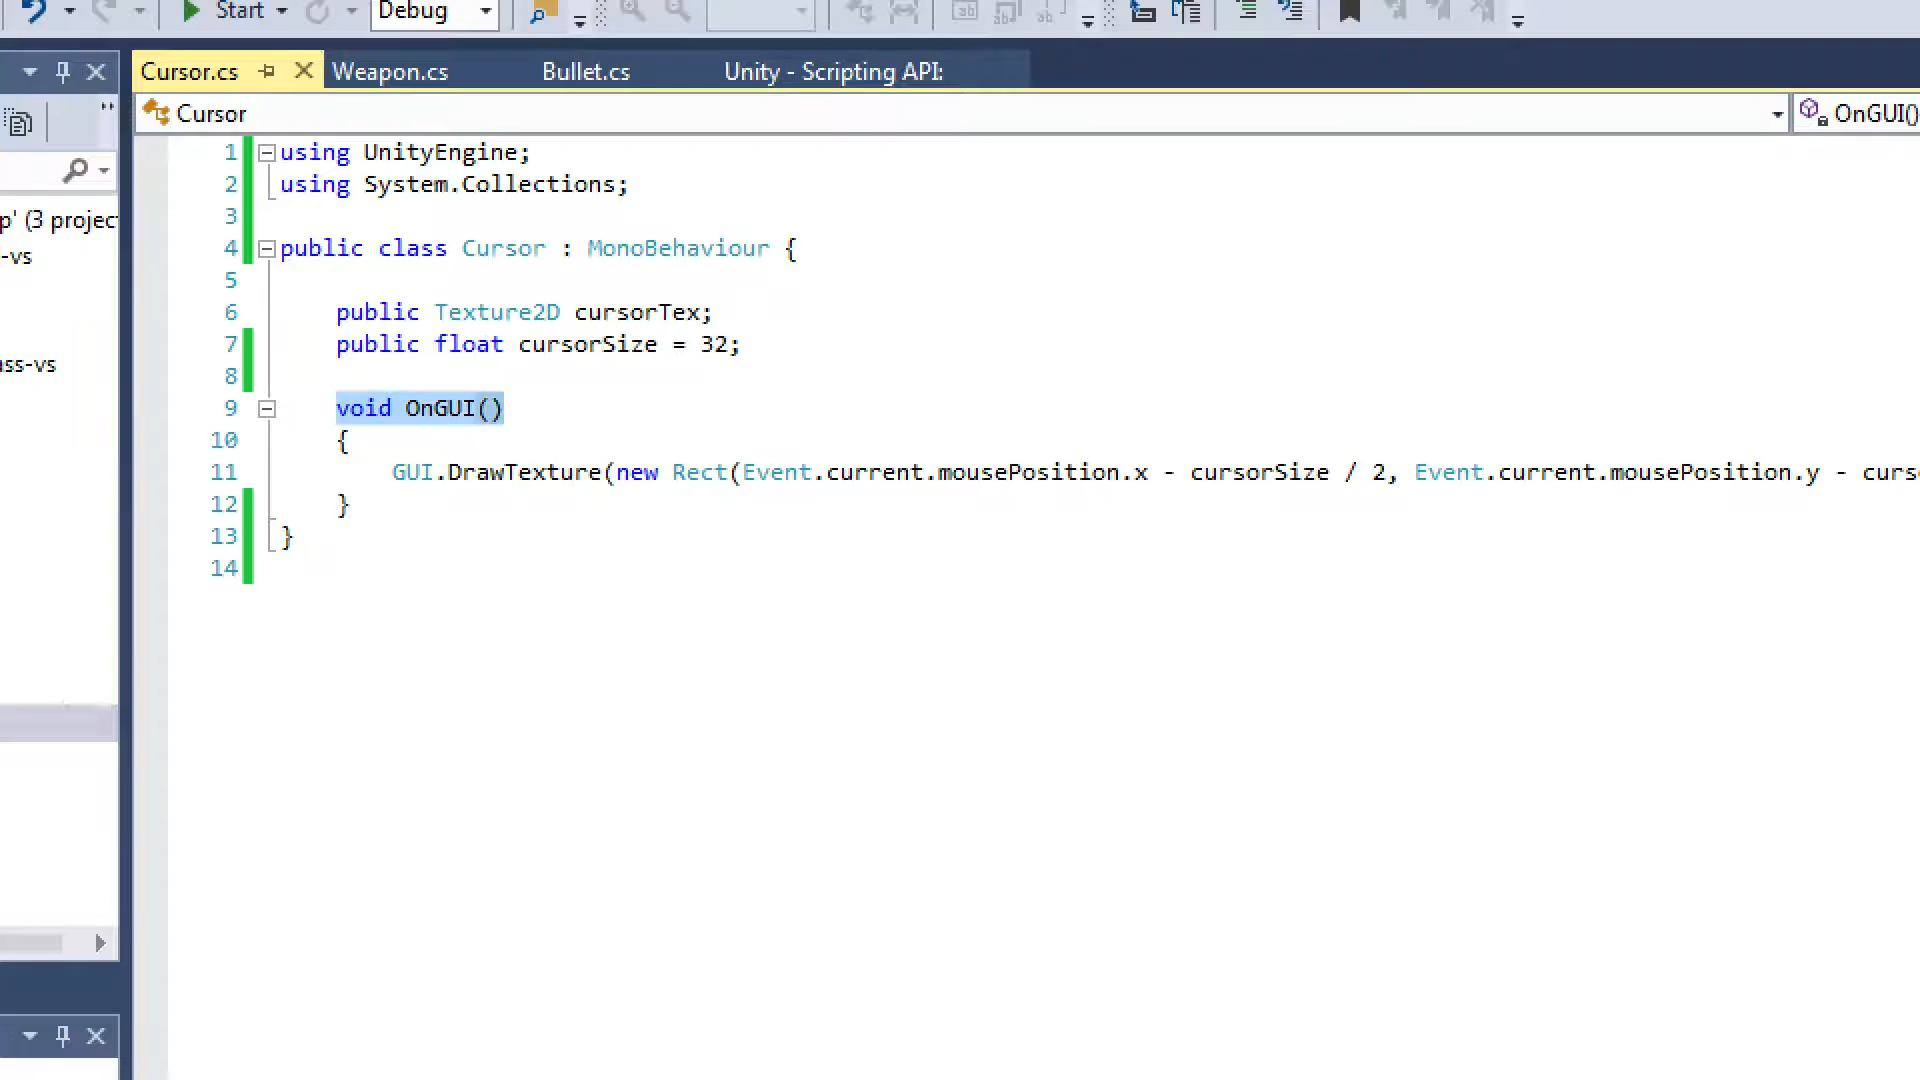 Start Debug
Cursor.cs Weapon.cs Bullet.cs Unity - Scripting API:
Cursor OnGUI()
p' (3 projec
-vs
ss-vs
1 using UnityEngine;
2 using System.Collections;
3
4 public class Cursor : MonoBehaviour {
5
6 public Texture2D cursorTex;
7 public float cursorSize = 32;
8
9 void OnGUI()
10 {
11 GUI.DrawTexture(new Rect(Event.current.mousePosition.x - cursorSize / 2, Event.current.mousePosition.y - curs
12 }
13 }
14